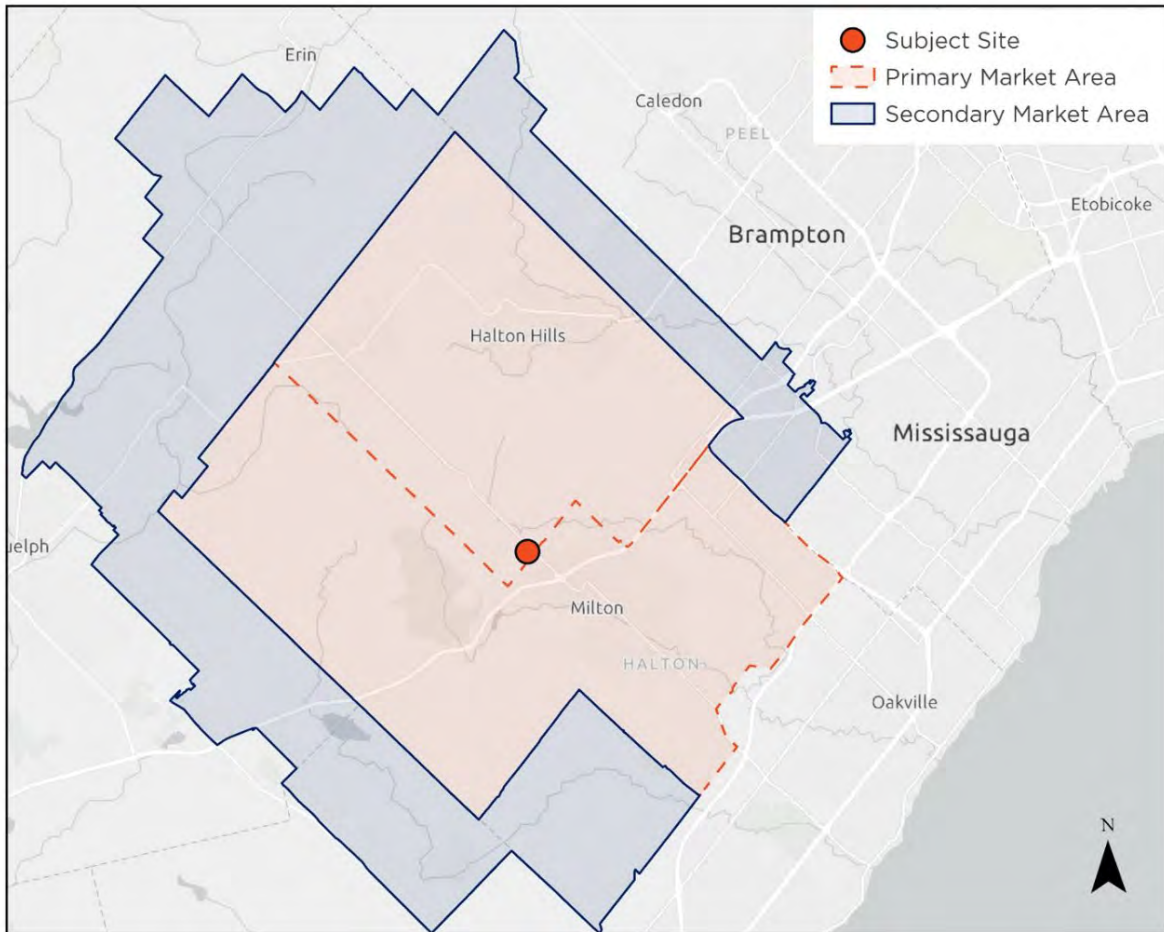 Subject Site
Primary Market Area
Secondary Market Area
Erin
Caledon
PEEL
Etobicoke
Brampton
Halton Hills
Mississauga
uelph
Milton
HALTON
Oakville
N